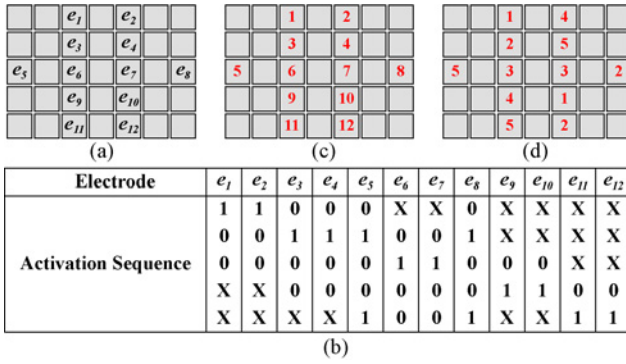 e1 e2 1 2 1 4
e3 e4 3 4 2 5
e5 e6 e7 e8 5 6 7 8 5 3 3 2
e9 e10 9 10 4 1
e11 e12 11 12 5 2
(a) (c) (d)
Electrode e1 e2 e3 e4 e5 e6 e7 e8 e9 e10 e11 e12
1 1 0 0 0 X X 0 X X X X
0 0 1 1 1 0 0 1 X X X X
Activation Sequence 0 0 0 0 0 1 1 0 0 0 X X
X X 0 0 0 0 0 0 1 1 0 0
X X X X 1 0 0 1 X X 1 1
(b)